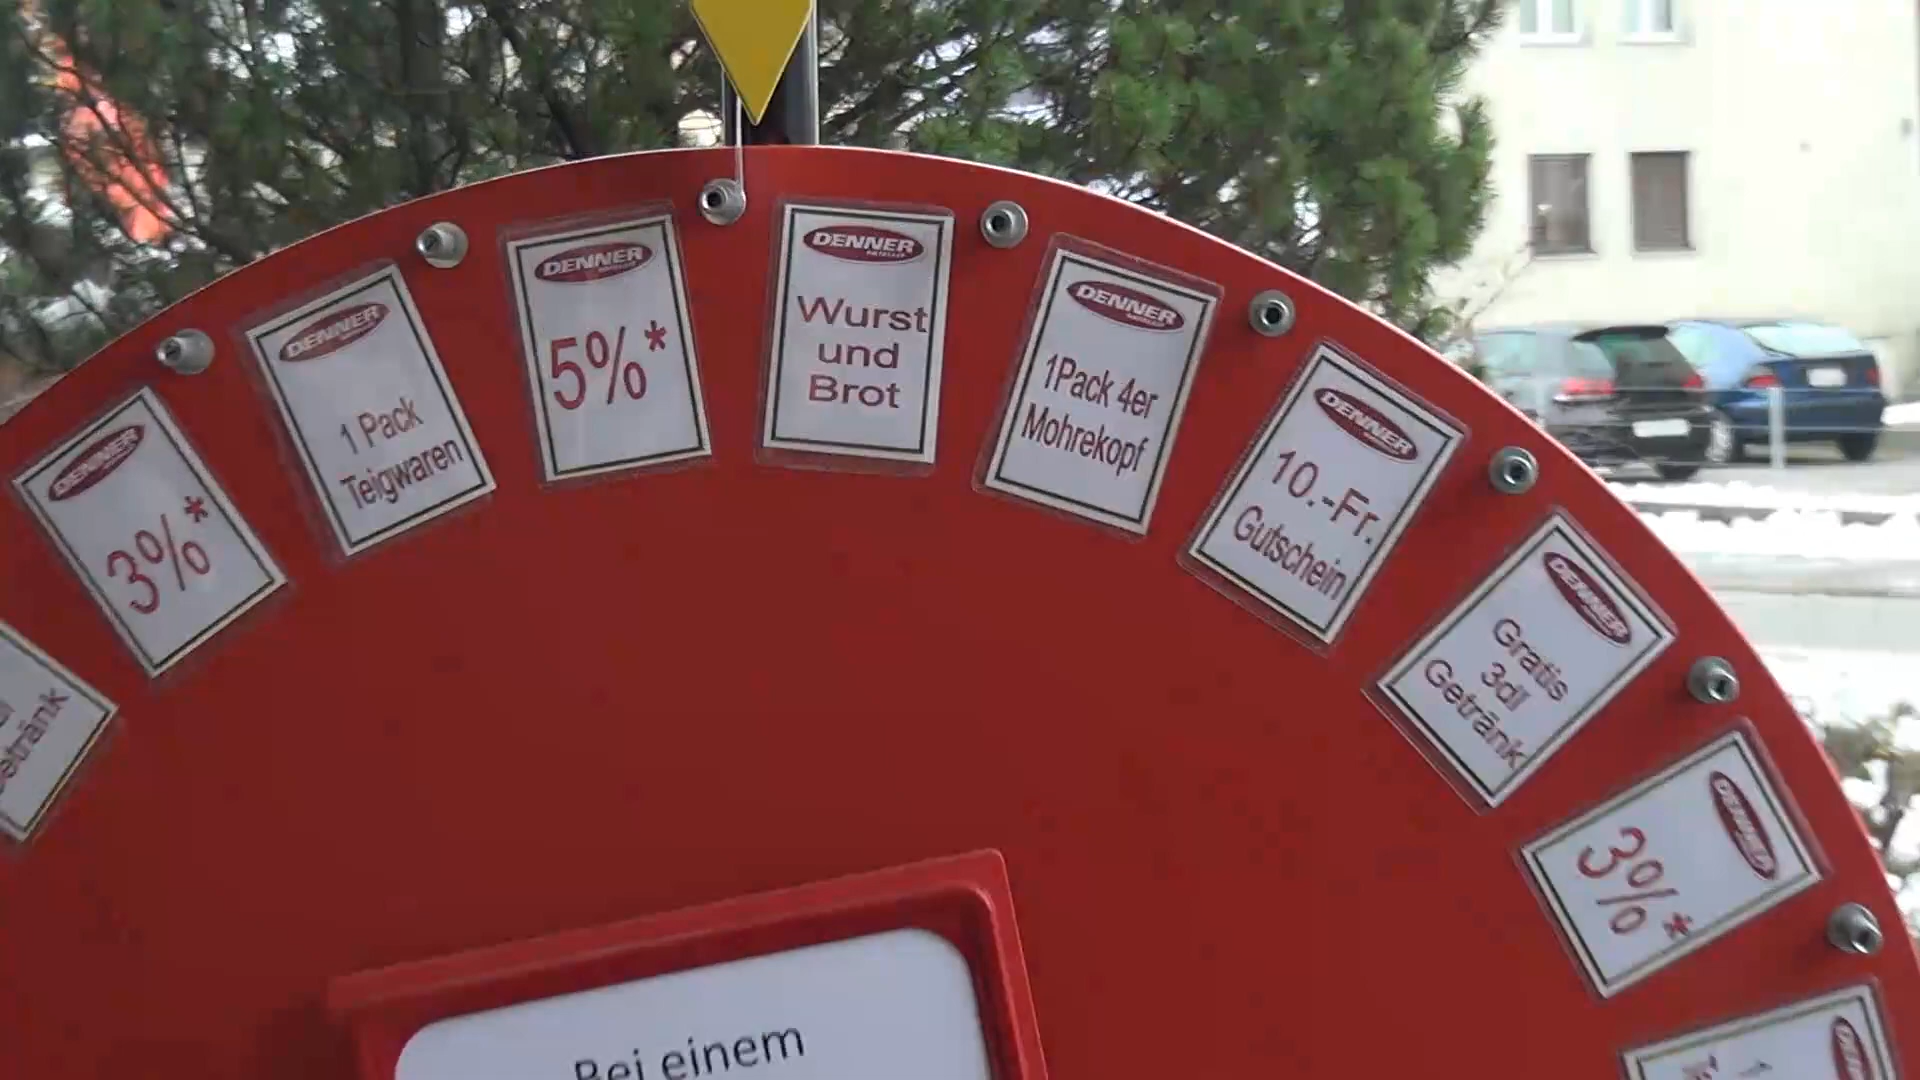 DENNER
3%*
DENNER
1 Pack
Teigwaren
DENNER
5%*
DENNER
Wurst
und
Brot
DENNER
1Pack 4er
Mohrekopf
DENNER
10.-Fr.
Gutschein
DENNER
Gratis
3dl
Getränk
DENNER
3%*
Bei einem